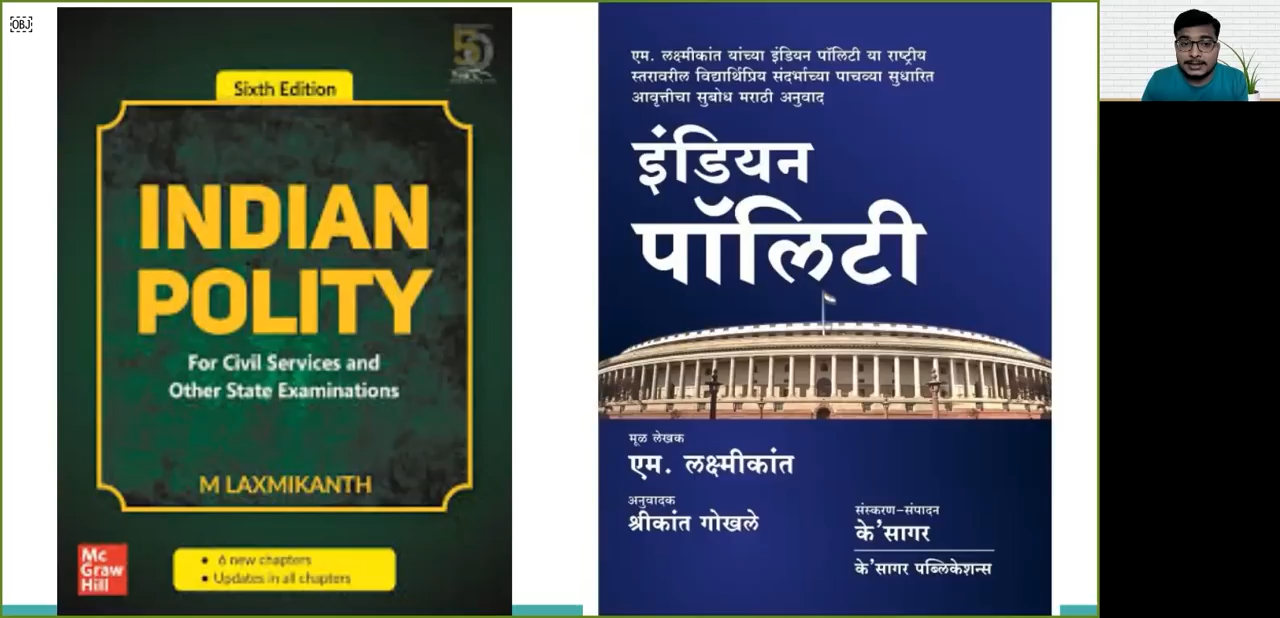 OBJ
50
Sixth Edition
INDIAN
POLITY
For Civil Services and
Other State Examinations
M LAXMIKANTH
Mc
Graw
Hill
• 6 new chapters
• Updates in all chapters
एम. लक्ष्मीकांत यांच्या इंडियन पॉलिटी या राष्ट्रीय
स्तरावरील विद्यार्थिप्रिय संदर्भाच्या पाचव्या सुधारित
आवृत्तीचा सुबोध मराठी अनुवाद
इंडियन
पॉलिटी
मूळ लेखक
एम. लक्ष्मीकांत
अनुवादक
श्रीकांत गोखले
संस्करण-संपादन
के'सागर
के'सागर पब्लिकेशन्स